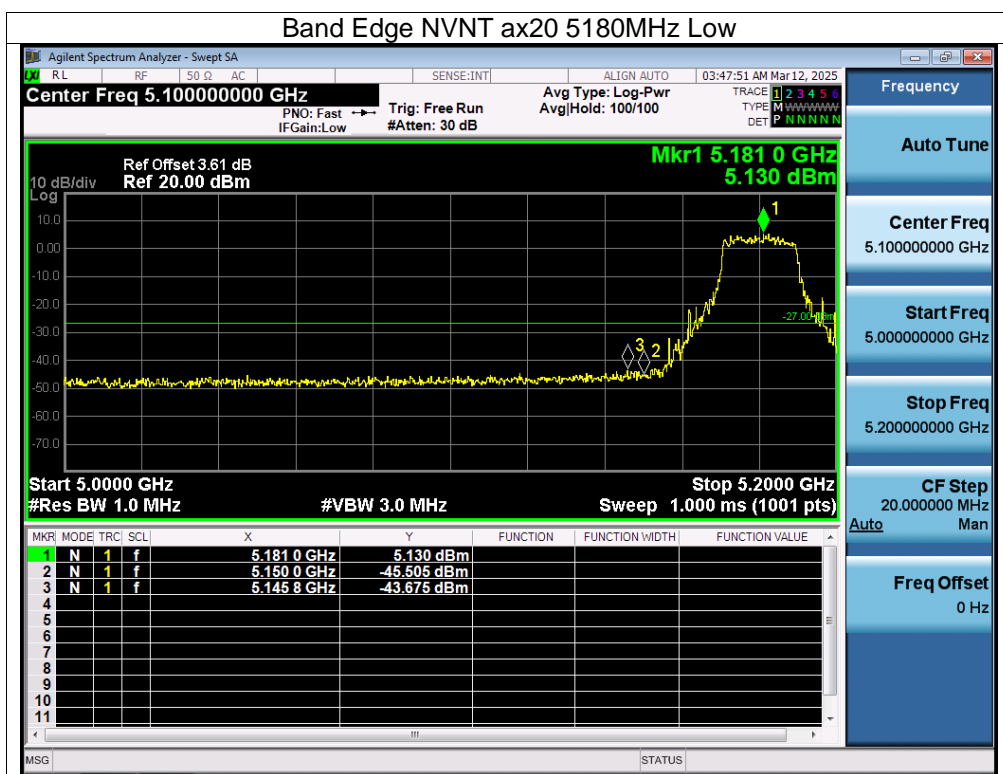 Band Edge NVNT ax20 5180MHz Low
Agilent Spectrum Analyzer - Swept SA
LXI RL RF 50 Ω AC SENSE:INT ALIGN AUTO 03:47:51 AM Mar 12, 2025
Center Freq 5.100000000 GHz
PNO: Fast
IFGain:Low
Trig: Free Run
#Atten: 30 dB
Avg Type: Log-Pwr
Avg|Hold: 100/100
TRACE 1 2 3 4 5 6
TYPE M WWWWW
DET P N N N N N
Frequency
Mkr1 5.181 0 GHz
5.130 dBm
Ref Offset 3.61 dB
10 dB/div Ref 20.00 dBm
Log
10.0
0.00
-10.0
-20.0
-30.0
-40.0
-50.0
-60.0
-70.0
1
-27.00 dBm
3 2
Start 5.0000 GHz Stop 5.2000 GHz
#Res BW 1.0 MHz #VBW 3.0 MHz Sweep 1.000 ms (1001 pts)
MKR MODE TRC SCL X Y FUNCTION FUNCTION WIDTH FUNCTION VALUE
1 N 1 f 5.181 0 GHz 5.130 dBm
2 N 1 f 5.150 0 GHz -45.505 dBm
3 N 1 f 5.145 8 GHz -43.675 dBm
4
5
6
7
8
9
10
11
MSG STATUS
Auto Tune
Center Freq
5.100000000 GHz
Start Freq
5.000000000 GHz
Stop Freq
5.200000000 GHz
CF Step
20.000000 MHz
Auto Man
Freq Offset
0 Hz